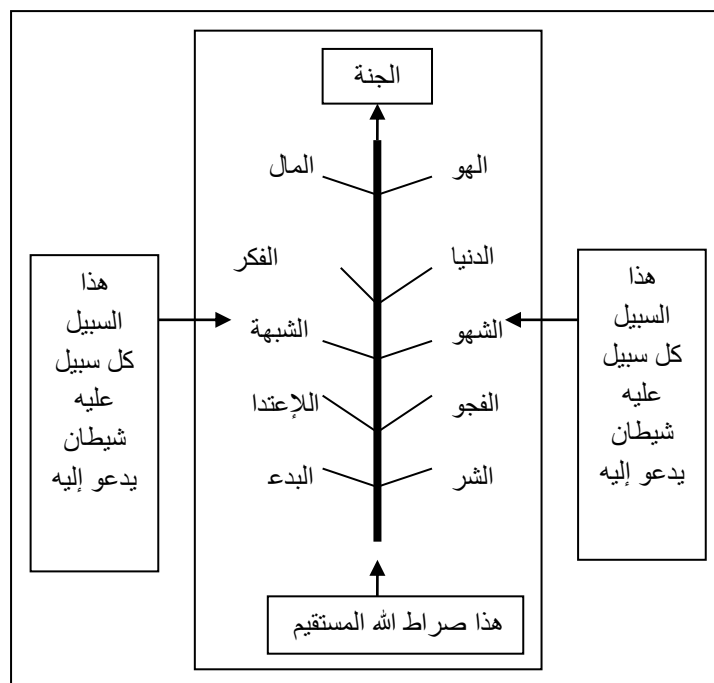 الجنة
الهو
المال
الدنيا
الفكر
الشهو
الشبهة
الفجو
اللإعتدا
الشر
البدع
هذا
السبيل
كل سبيل
عليه
شيطان
يدعو إليه
هذا
السبيل
كل سبيل
عليه
شيطان
يدعو إليه
هذا صراط الله المستقيم